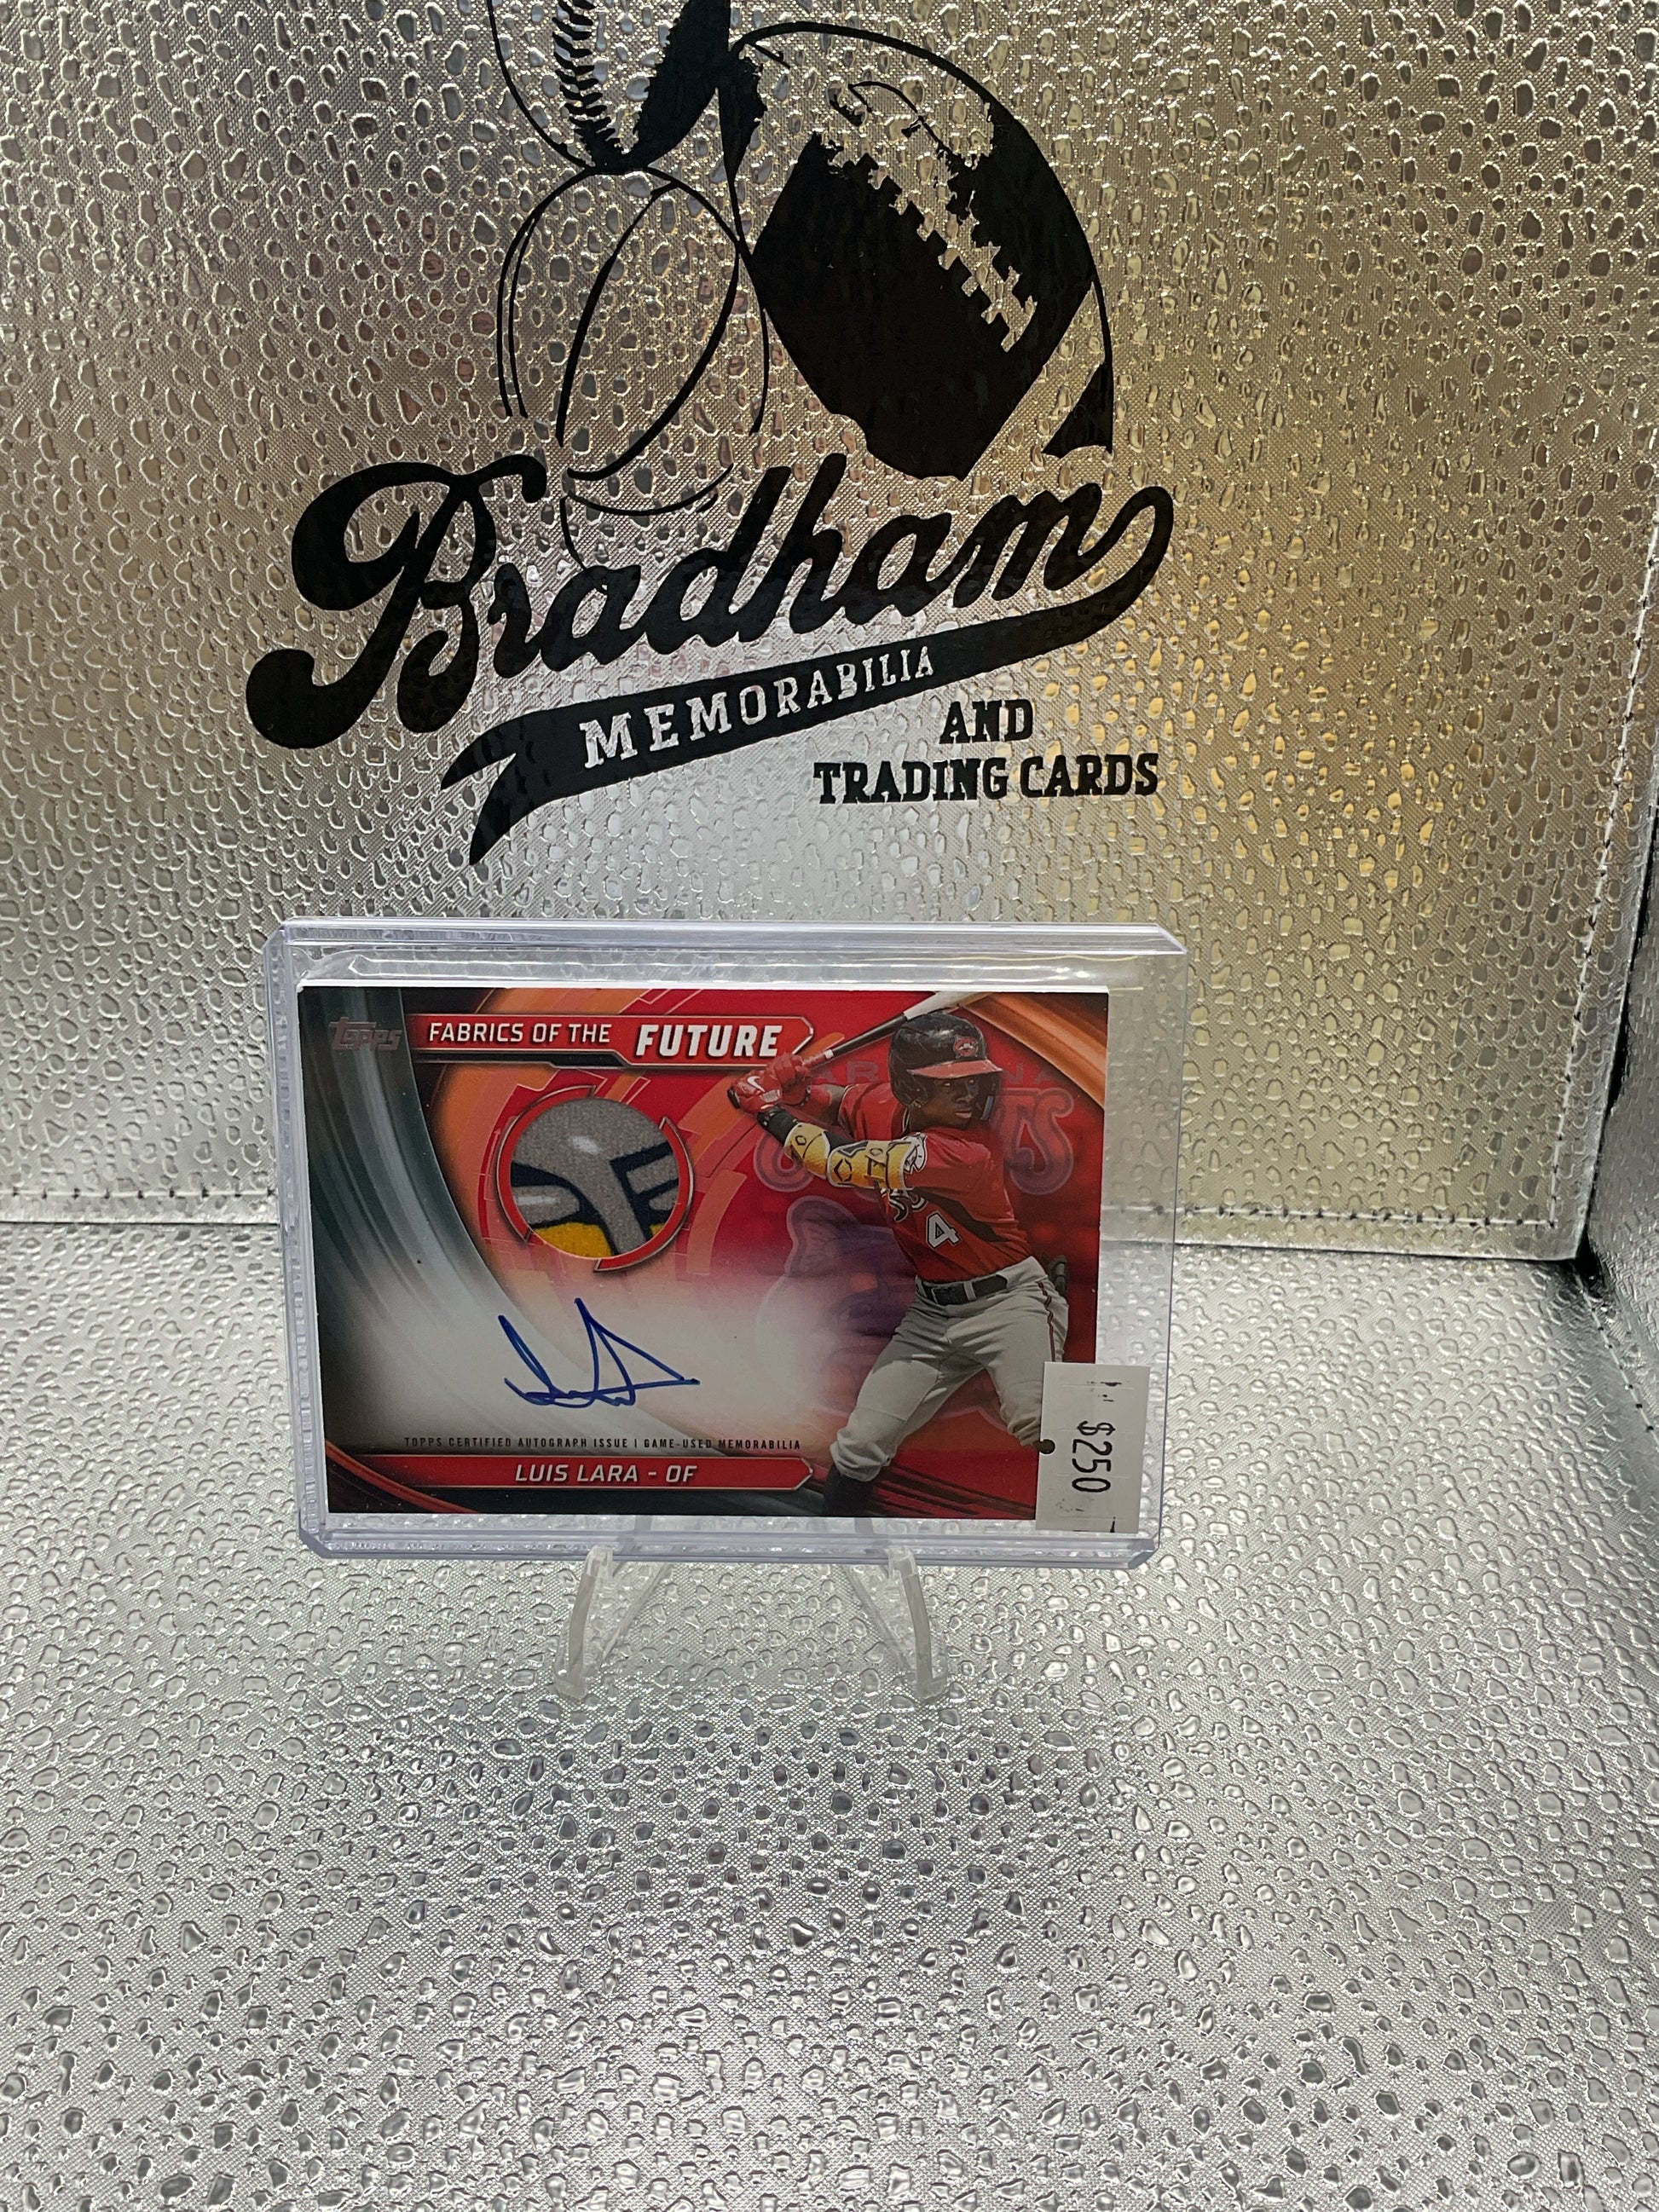 Bradham
MEMORABILIA
AND
TRADING CARDS
topps
FABRICS OF THE FUTURE
4
TOPPS CERTIFIED AUTOGRAPH ISSUE | GAME-USED MEMORABILIA
LUIS LARA - OF
$250